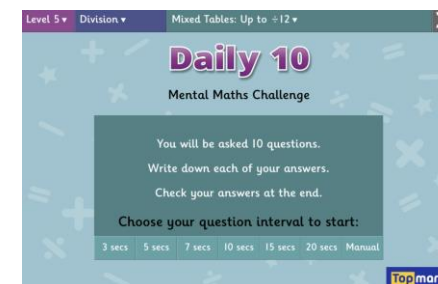 Level 5 ▾ Division ▾ Mixed Tables: Up to ÷12 ▾
Daily 10
Mental Maths Challenge
You will be asked 10 questions.
Write down each of your answers.
Check your answers at the end.
Choose your question interval to start:
3 secs 5 secs 7 secs 10 secs 15 secs 20 secs Manual